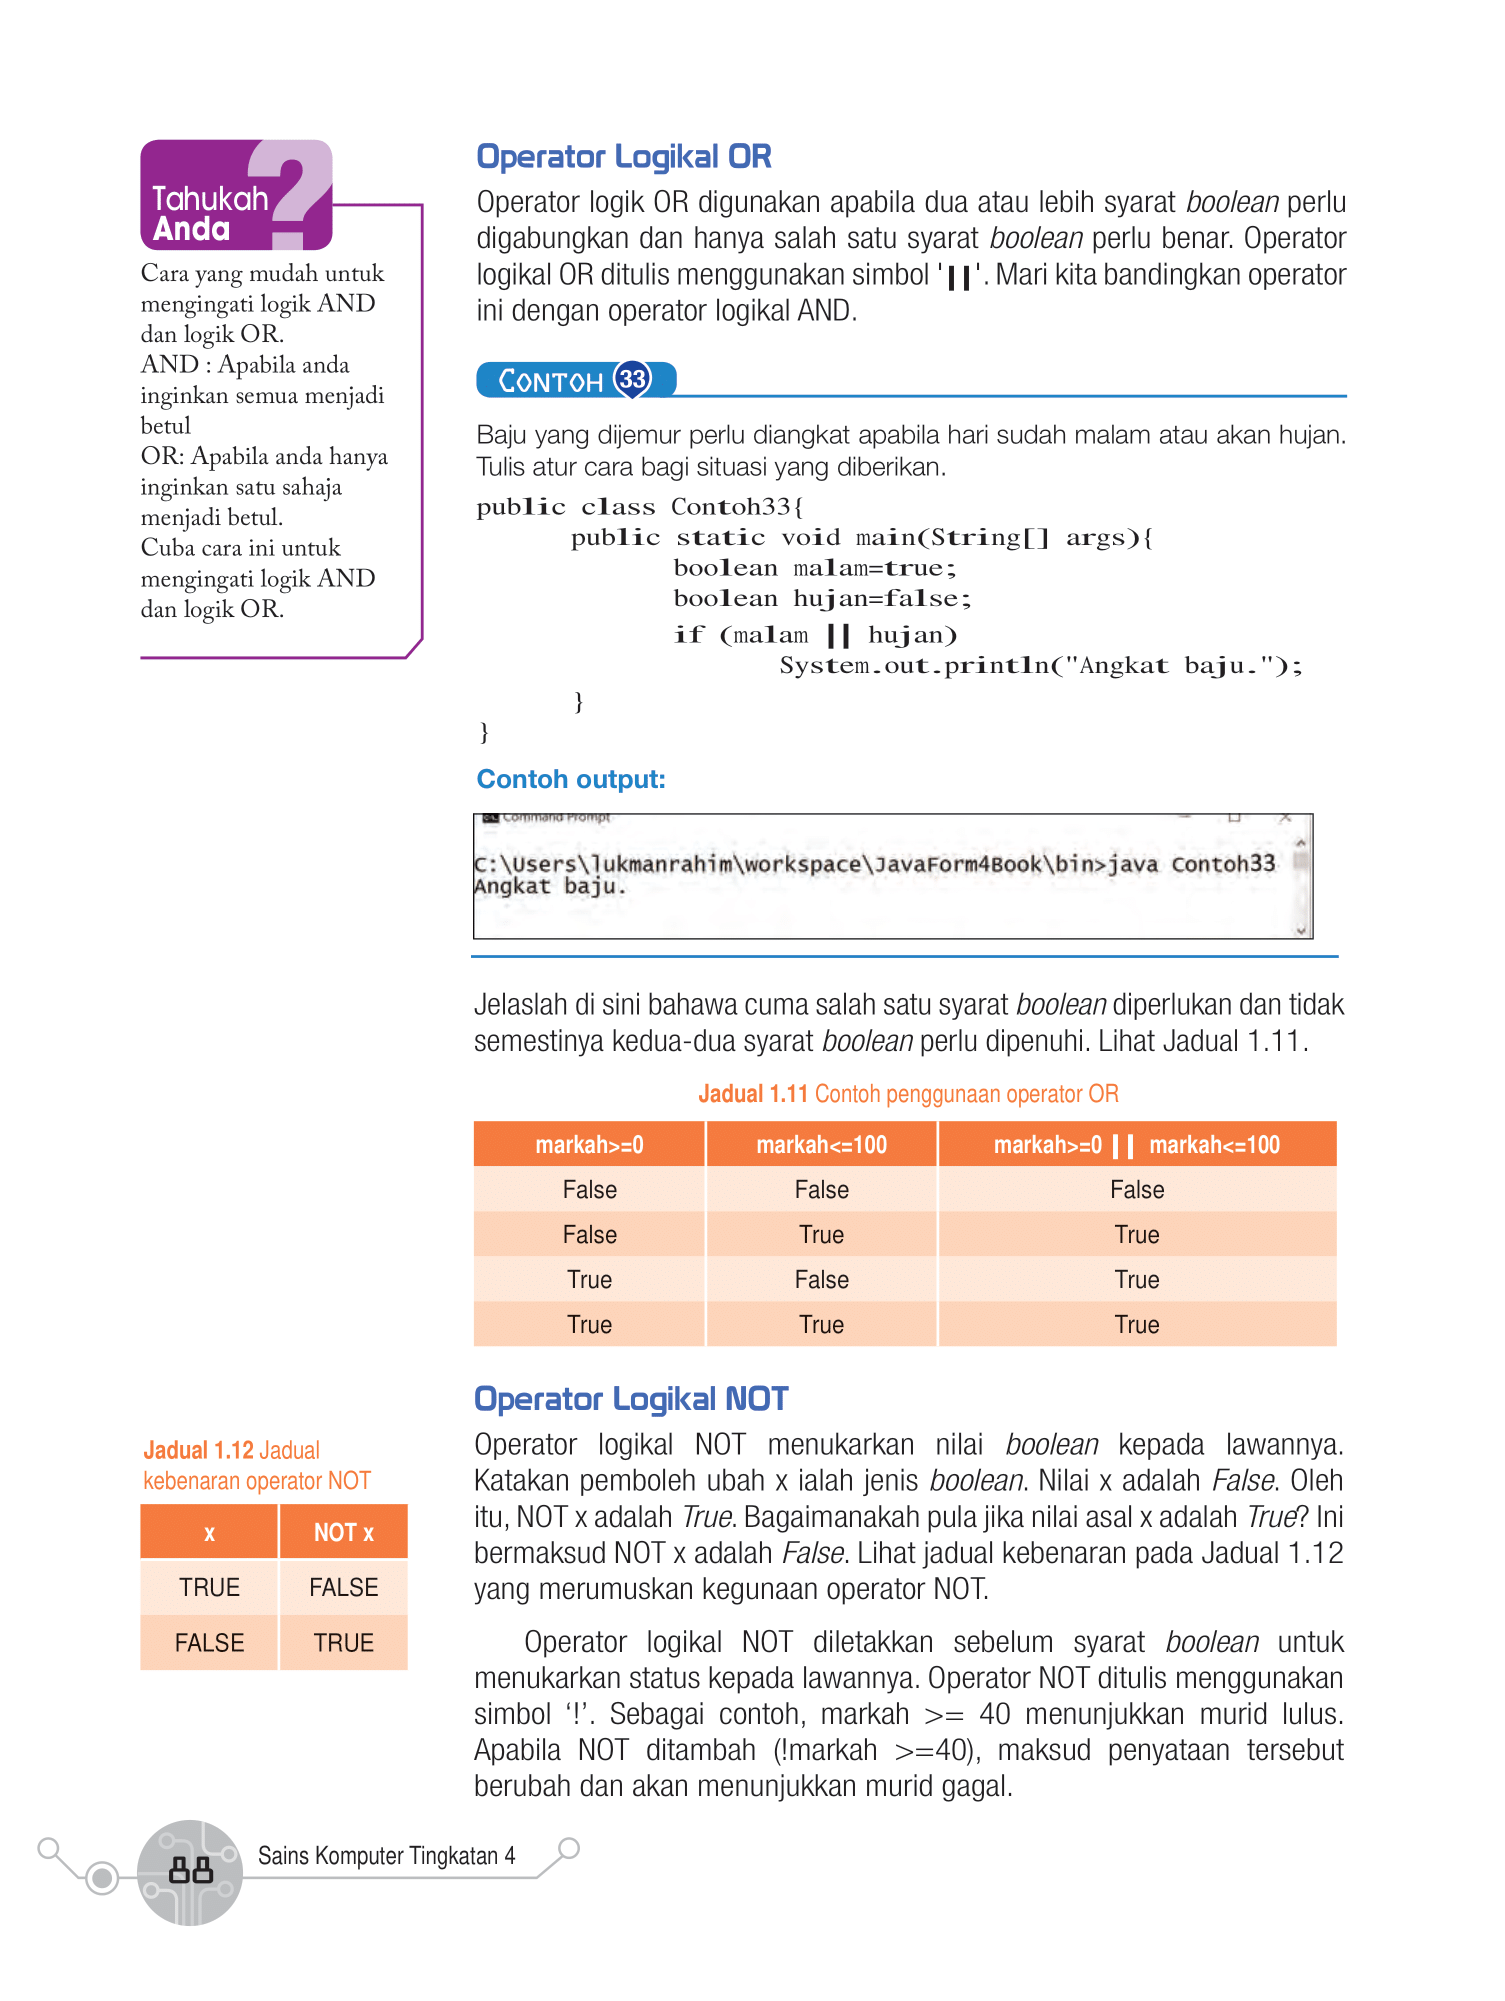 Tahukah
Anda
?
Cara yang mudah untuk
mengingati logik AND
dan logik OR.
AND : Apabila anda
inginkan semua menjadi
betul
OR: Apabila anda hanya
inginkan satu sahaja
menjadi betul.
Cuba cara ini untuk
mengingati logik AND
dan logik OR.
Operator Logikal OR
Operator logik OR digunakan apabila dua atau lebih syarat boolean perlu
digabungkan dan hanya salah satu syarat boolean perlu benar. Operator
logikal OR ditulis menggunakan simbol '||'. Mari kita bandingkan operator
ini dengan operator logikal AND.
CONTOH 33
Baju yang dijemur perlu diangkat apabila hari sudah malam atau akan hujan.
Tulis atur cara bagi situasi yang diberikan.
public class Contoh33{
public static void main(String[] args){
boolean malam=true;
boolean hujan=false;
if (malam || hujan)
System.out.println("Angkat baju.");
}
}
Contoh output:
Command Prompt
C:\Users\lukmanrahim\workspace\JavaForm4Book\bin>java Contoh33
Angkat baju.
Jelaslah di sini bahawa cuma salah satu syarat boolean diperlukan dan tidak
semestinya kedua-dua syarat boolean perlu dipenuhi. Lihat Jadual 1.11.
Jadual 1.11 Contoh penggunaan operator OR
markah>=0 markah<=100 markah>=0 || markah<=100
False False False
False True True
True False True
True True True
Operator Logikal NOT
Operator logikal NOT menukarkan nilai boolean kepada lawannya.
Katakan pemboleh ubah x ialah jenis boolean. Nilai x adalah False. Oleh
itu, NOT x adalah True. Bagaimanakah pula jika nilai asal x adalah True? Ini
bermaksud NOT x adalah False. Lihat jadual kebenaran pada Jadual 1.12
yang merumuskan kegunaan operator NOT.
Operator logikal NOT diletakkan sebelum syarat boolean untuk
menukarkan status kepada lawannya. Operator NOT ditulis menggunakan
simbol ‘!’. Sebagai contoh, markah >= 40 menunjukkan murid lulus.
Apabila NOT ditambah (!markah >=40), maksud penyataan tersebut
berubah dan akan menunjukkan murid gagal.
Jadual 1.12 Jadual
kebenaran operator NOT
x NOT x
TRUE FALSE
FALSE TRUE
88 Sains Komputer Tingkatan 4